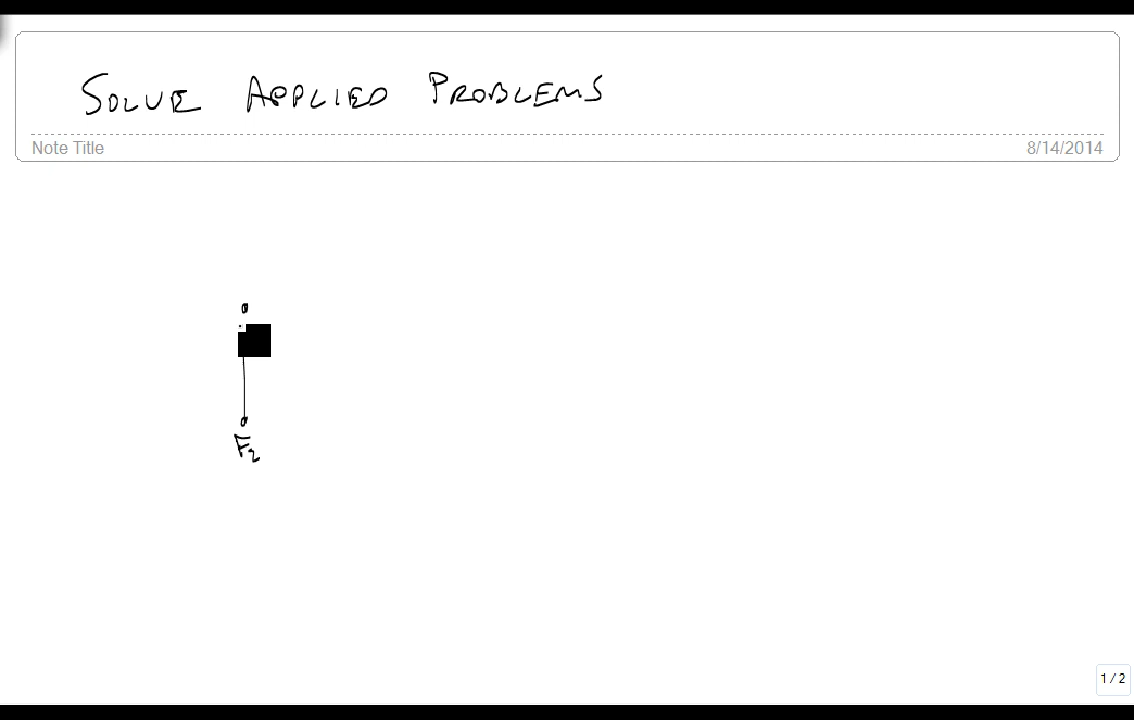 SOLVE APPLIED PROBLEMS
Note Title
8/14/2014
F2
1 / 2